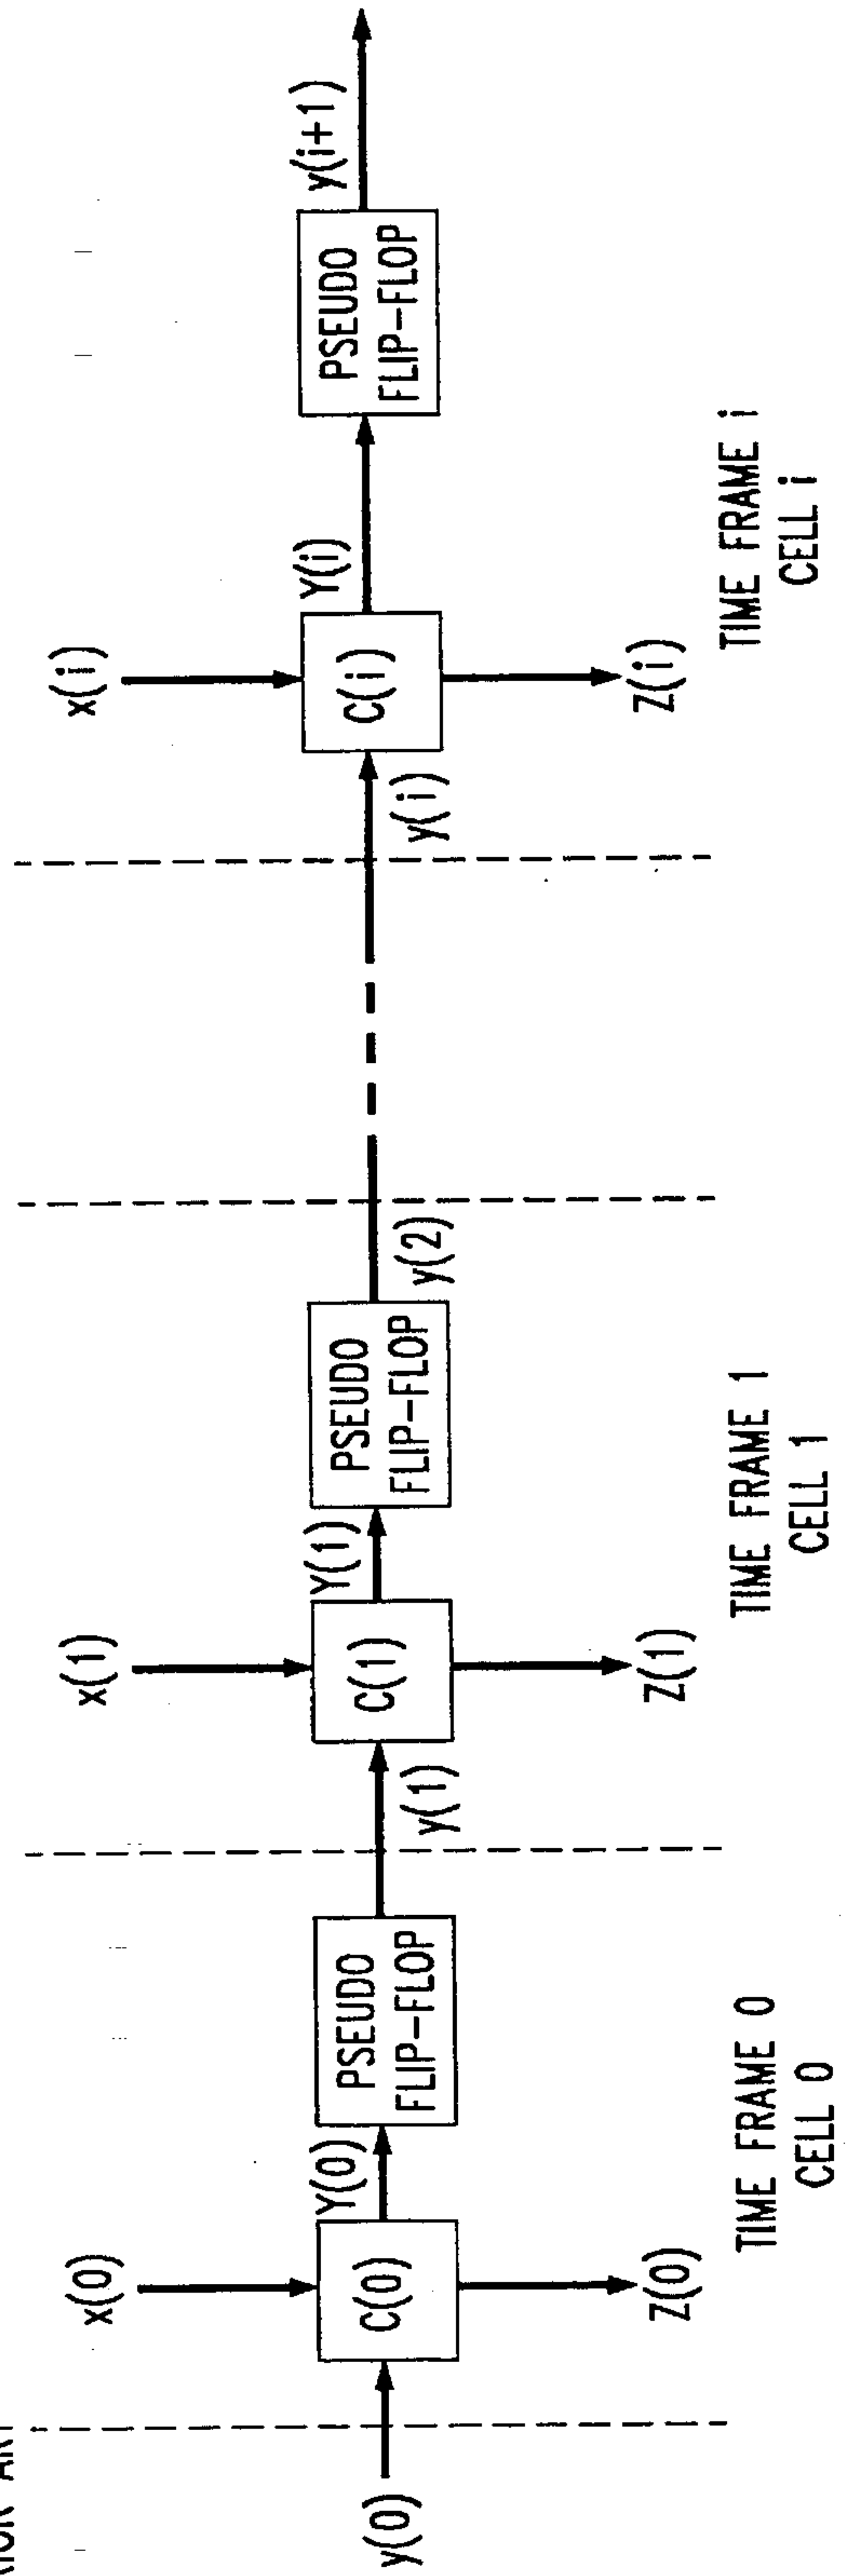 x(0)
x(1)
x(i)
y(0)
C(0)
Y(0)
PSEUDO
FLIP-FLOP
y(1)
C(1)
Y(1)
PSEUDO
FLIP-FLOP
y(2)
y(i)
C(i)
Y(i)
PSEUDO
FLIP-FLOP
y(i+1)
Z(0)
Z(1)
Z(i)
TIME FRAME 0
CELL 0
TIME FRAME 1
CELL 1
TIME FRAME i
CELL i